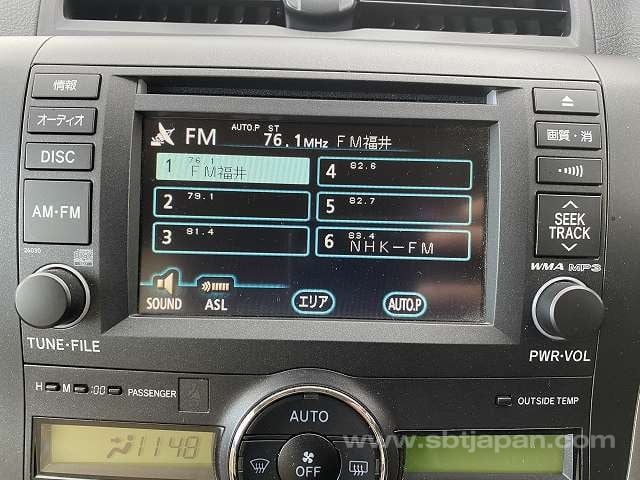 情報
オーディオ
DISC
AM•FM
24030
TUNE•FILE
FM AUTO.P ST 76.1MHz FM福井
1 76.1 FM福井
4 82.6
2 79.1
5 82.7
3 81.4
6 83.4 NHK-FM
SOUND ASL エリア AUTO.P
画質•消
SEEK
TRACK
WMA MP3
PWR•VOL
H M :00 PASSENGER
OUTSIDE TEMP
AUTO
OFF
1148
www.sbtjapan.com